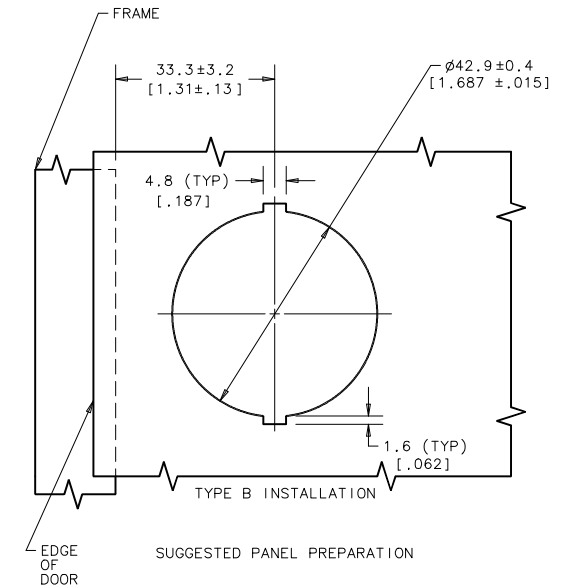 FRAME
33.3±3.2
[1.31±.13]
Ø42.9±0.4
[1.687 ±.015]
4.8 (TYP)
[.187]
1.6 (TYP)
[.062]
TYPE B INSTALLATION
EDGE
OF
DOOR
SUGGESTED PANEL PREPARATION